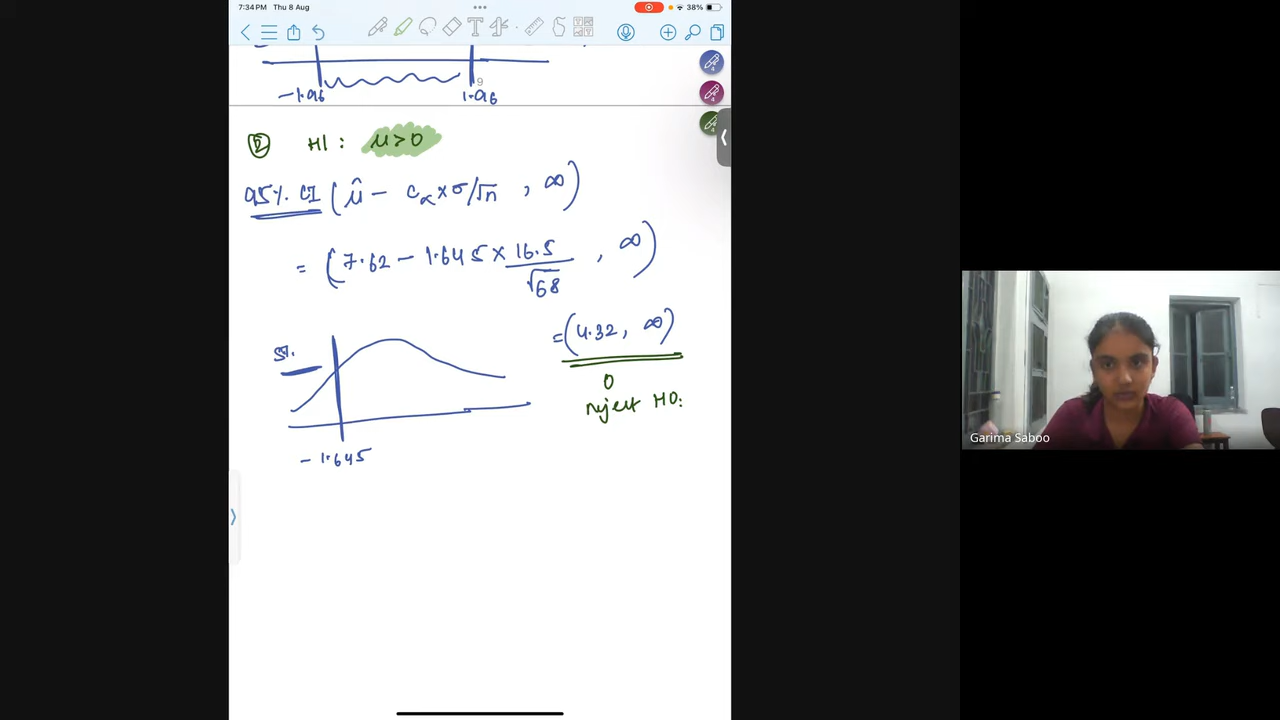 7:34 PM Thu 8 Aug
38%
9
-1.96 1.96
② H1 : μ > 0
95% CI ( μ̂ - cα × σ/√n , ∞ )
= ( 7.62 - 1.645 × 16.5/√68 , ∞ )
= ( 4.32, ∞ )
5%.
0
reject H0:
-1.645
Garima Saboo